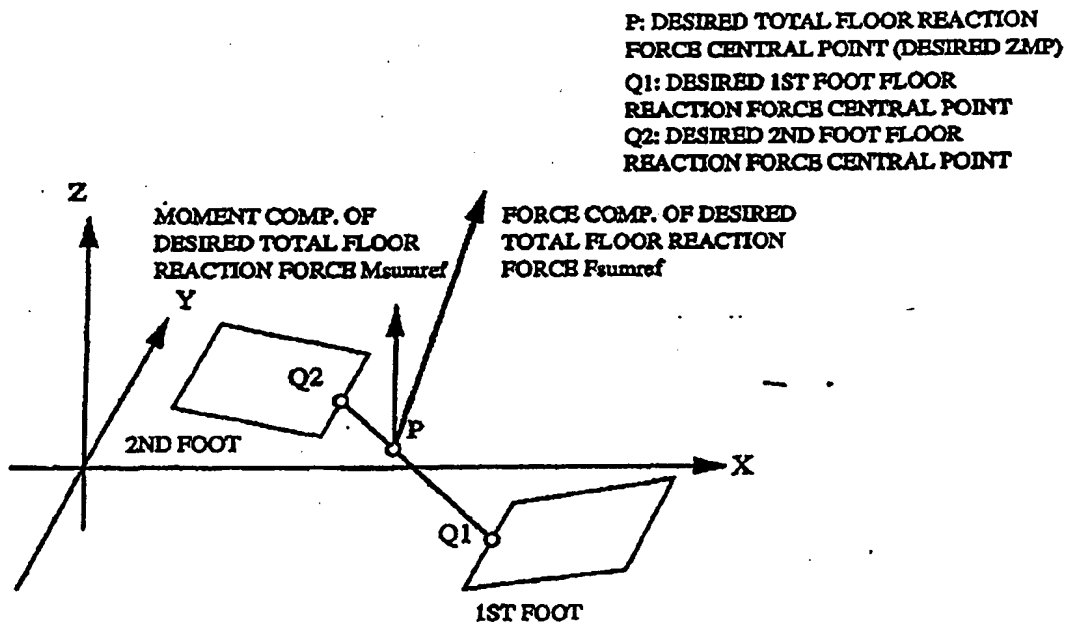 P: DESIRED TOTAL FLOOR REACTION
FORCE CENTRAL POINT (DESIRED ZMP)
Q1: DESIRED 1ST FOOT FLOOR
REACTION FORCE CENTRAL POINT
Q2: DESIRED 2ND FOOT FLOOR
REACTION FORCE CENTRAL POINT
Z
MOMENT COMP. OF
DESIRED TOTAL FLOOR
REACTION FORCE Msumref
FORCE COMP. OF DESIRED
TOTAL FLOOR REACTION
FORCE Fsumref
Y
Q2
P
2ND FOOT
X
Q1
1ST FOOT